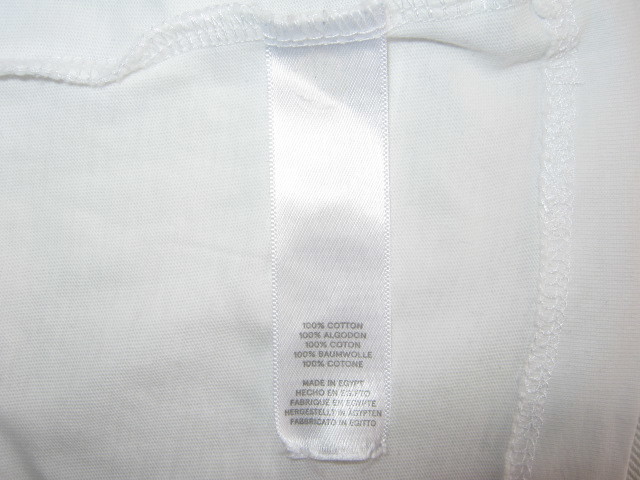 100% COTTON
100% ALGODON
100% COTON
100% BAUMWOLLE
100% COTONE
MADE IN EGYPT
HECHO EN EGIPTO
FABRIQUE EN EGYPTE
HERGESTELLT IN ÄGYPTEN
FABBRICATO IN EGITTO